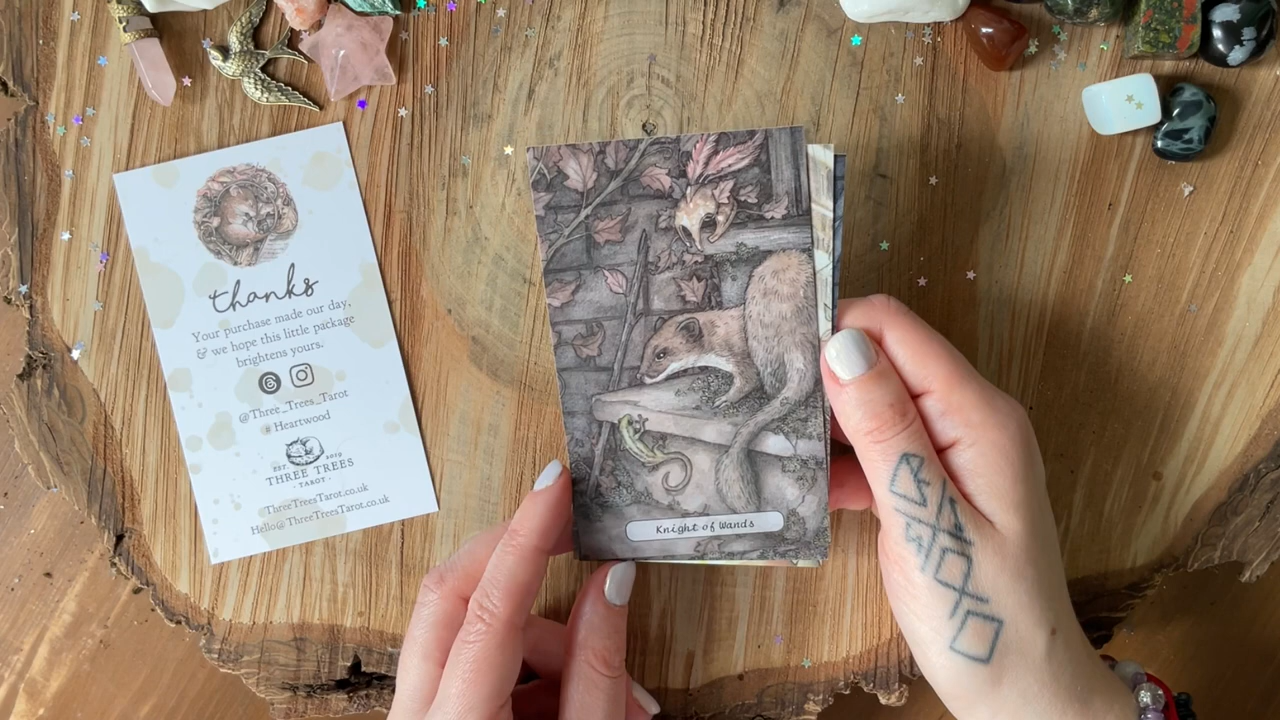 thanks
Your purchase made our day,
& we hope this little package
brightens yours.
@Three_Trees_Tarot
# Heartwood
EST. 2019
THREE TREES
· TAROT ·
ThreeTreesTarot.co.uk
Hello@ThreeTreesTarot.co.uk
Knight of Wands